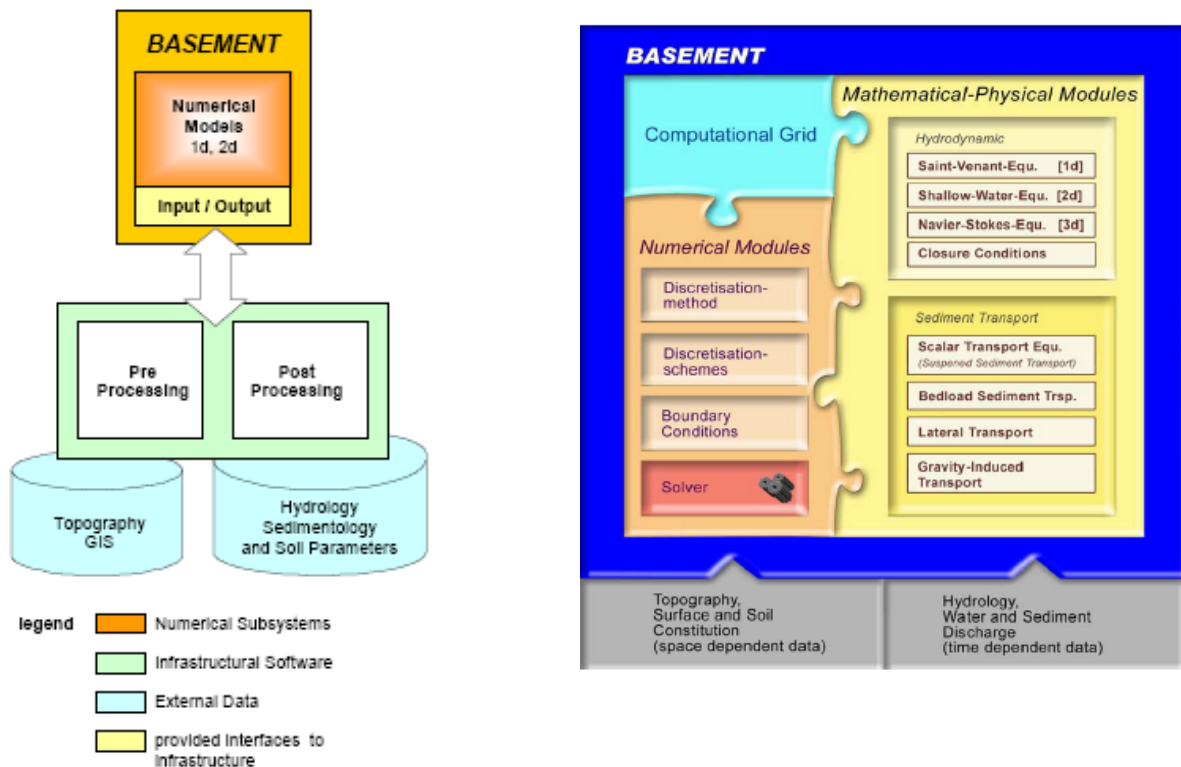 BASEMENT
Numerical
Models
1d, 2d
Input / Output
Pre
Processing
Post
Processing
Topography
GIS
Hydrology
Sedimentology
and Soil Parameters
legend
Numerical Subsystems
Infrastructural Software
External Data
provided Interfaces to
Infrastructure
BASEMENT
Computational Grid
Numerical Modules
Discretisation-
method
Discretisation-
schemes
Boundary
Conditions
Solver
Mathematical-Physical Modules
Hydrodynamic
Saint-Venant-Equ. [1d]
Shallow-Water-Equ. [2d]
Navier-Stokes-Equ. [3d]
Closure Conditions
Sediment Transport
Scalar Transport Equ.
(Suspened Sediment Transport)
Bedload Sediment Trsp.
Lateral Transport
Gravity-Induced
Transport
Topography,
Surface and Soil
Constitution
(space dependent data)
Hydrology,
Water and Sediment
Discharge
(time dependent data)